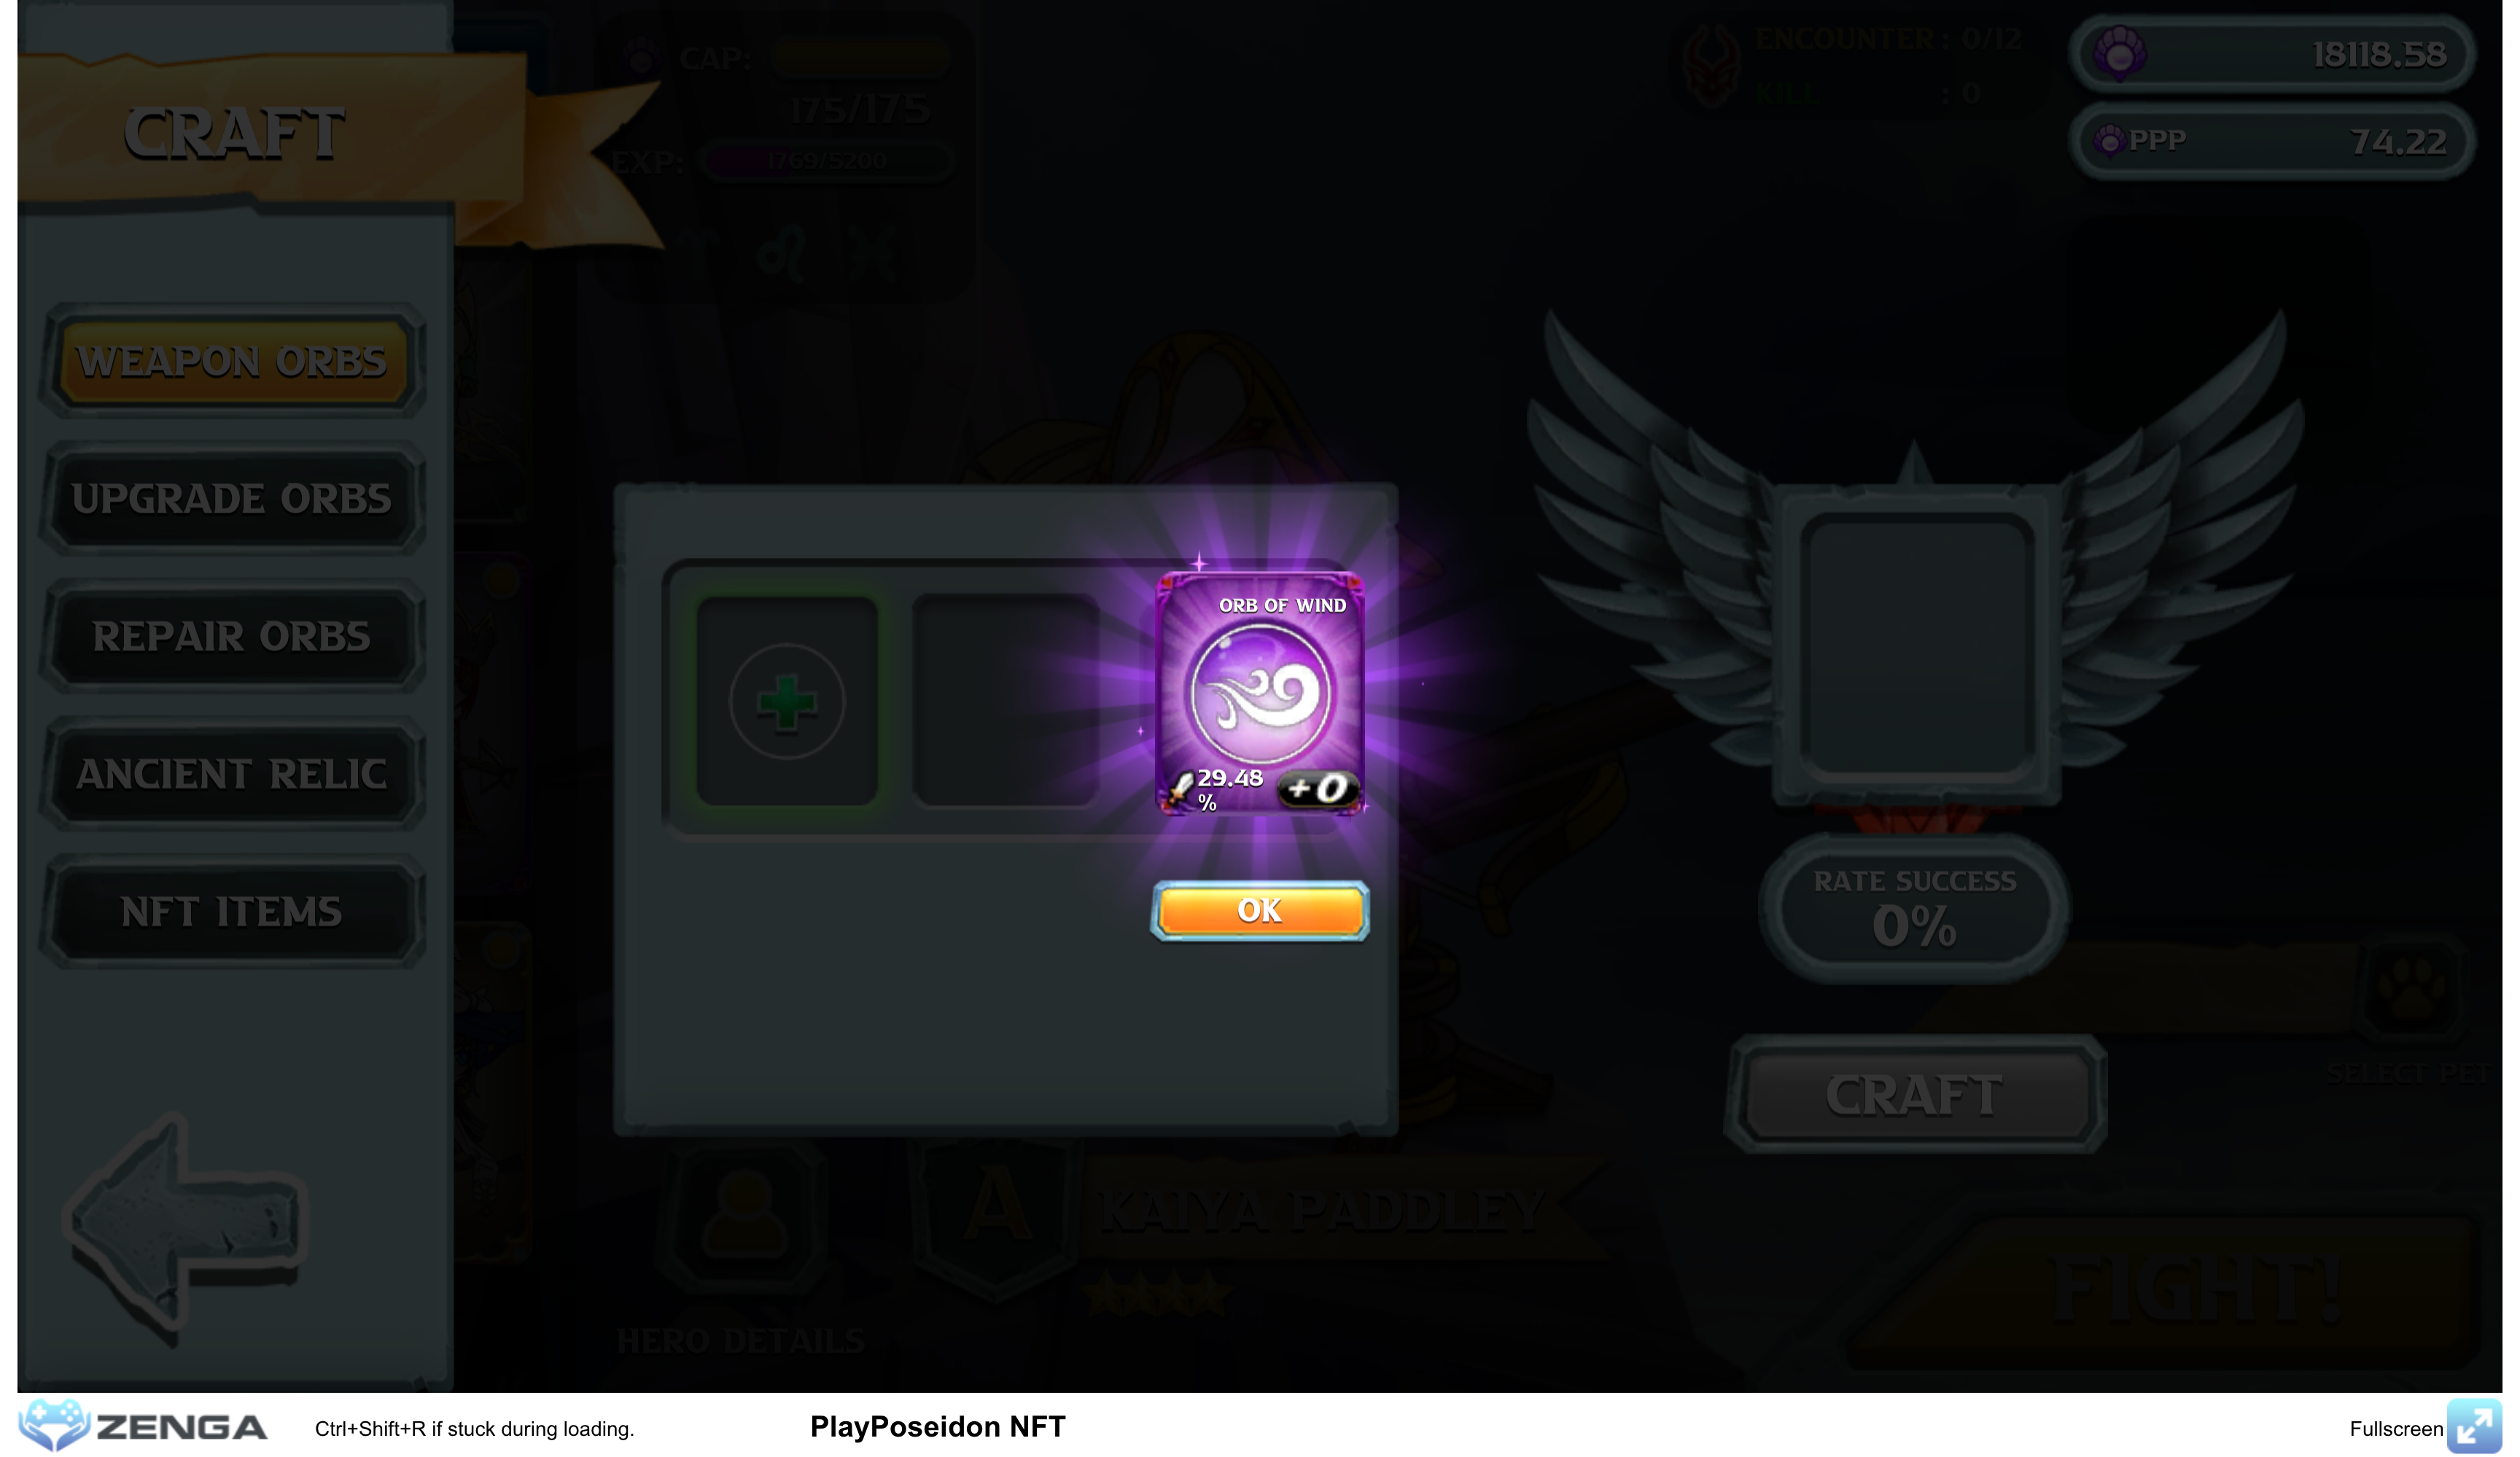 CRAFT
WEAPON ORBS
UPGRADE ORBS
REPAIR ORBS
ANCIENT RELIC
NFT ITEMS
CAP:
175/175
EXP: 1769/5200
ENCOUNTER : 0/12
KILL : 0
18118.58
PPP 74.22
ORB OF WIND
29.48
%
+0
OK
RATE SUCCESS
0%
CRAFT
SELECT PET
A KAIYA PADDLEY
HERO DETAILS
FIGHT!
ZENGA
Ctrl+Shift+R if stuck during loading.
PlayPoseidon NFT
Fullscreen